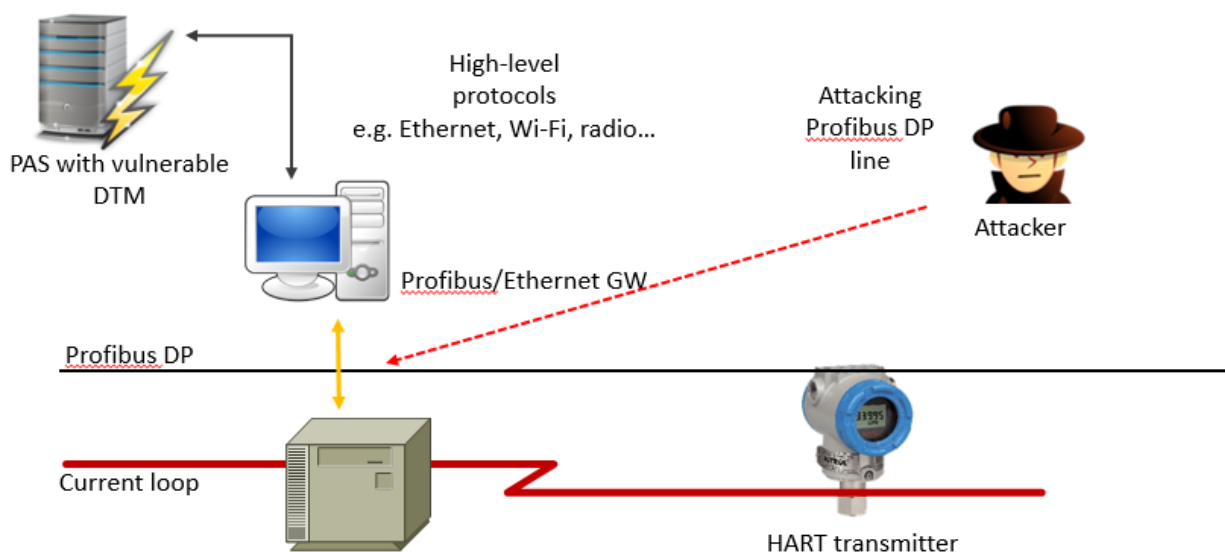 High-level
protocols
e.g. Ethernet, Wi-Fi, radio...
Attacking
Profibus DP
line
PAS with vulnerable
DTM
Attacker
Profibus/Ethernet GW
Profibus DP
Current loop
HART transmitter